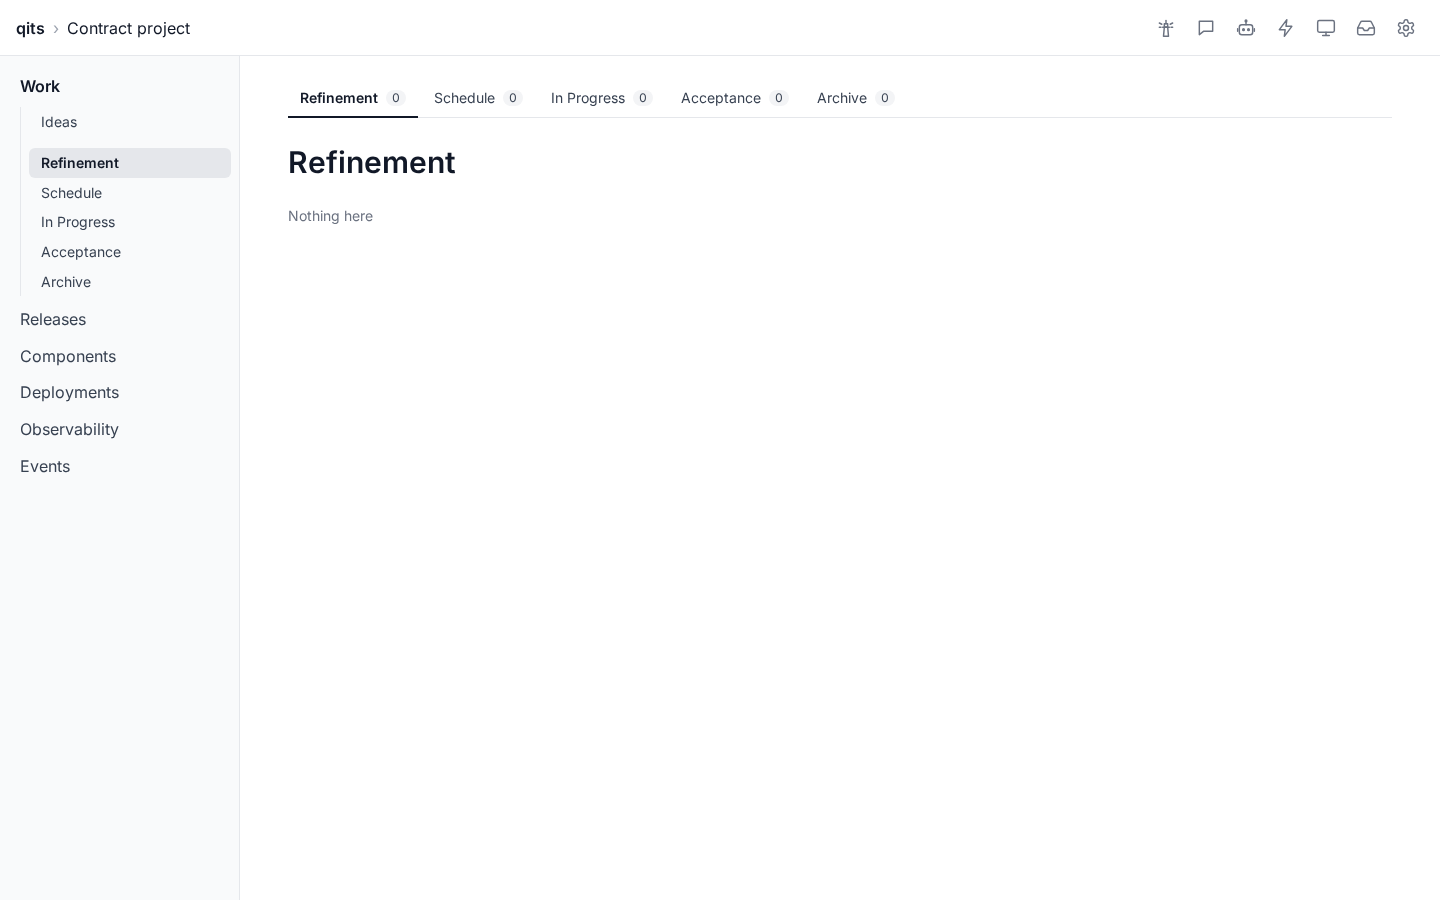 qits › Contract project
Work
Ideas
Refinement
Schedule
In Progress
Acceptance
Archive
Releases
Components
Deployments
Observability
Events
Refinement 0 Schedule 0 In Progress 0 Acceptance 0 Archive 0
Refinement
Nothing here